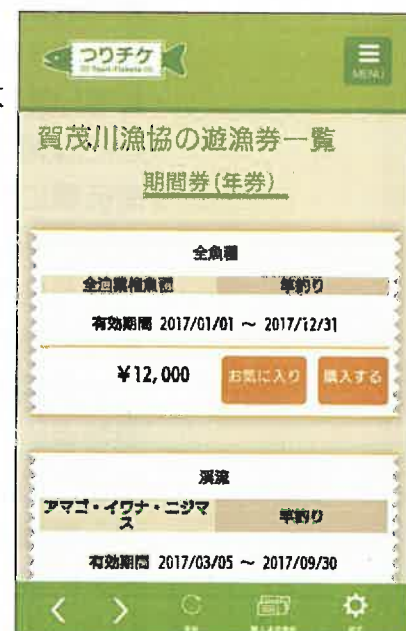 つりチケ
MENU
賀茂川漁協の遊漁券一覧
期間券(年券)
全魚種
全漁業権魚種
竿釣り
有効期間 2017/01/01 ～ 2017/12/31
¥12,000
お気に入り
購入する
渓流
アマゴ・イワナ・ニジマ
ス
竿釣り
有効期間 2017/03/05 ～ 2017/09/30